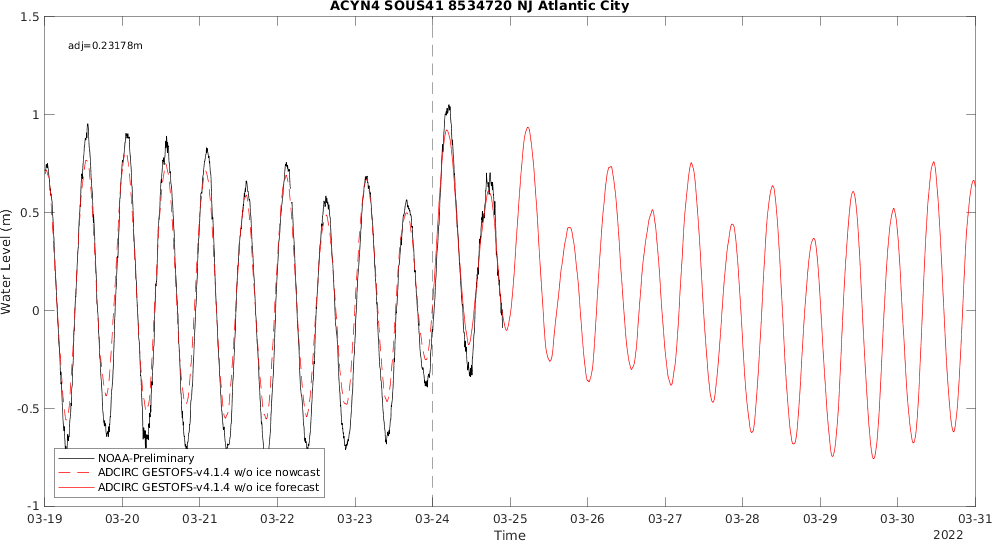 ACYN4 SOUS41 8534720 NJ Atlantic City
adj=0.23178m
1.5
1
0.5
0
-0.5
-1
Water Level (m)
NOAA-Preliminary
ADCIRC GESTOFS-v4.1.4 w/o ice nowcast
ADCIRC GESTOFS-v4.1.4 w/o ice forecast
03-19 03-20 03-21 03-22 03-23 03-24 03-25 03-26 03-27 03-28 03-29 03-30 03-31
Time
2022